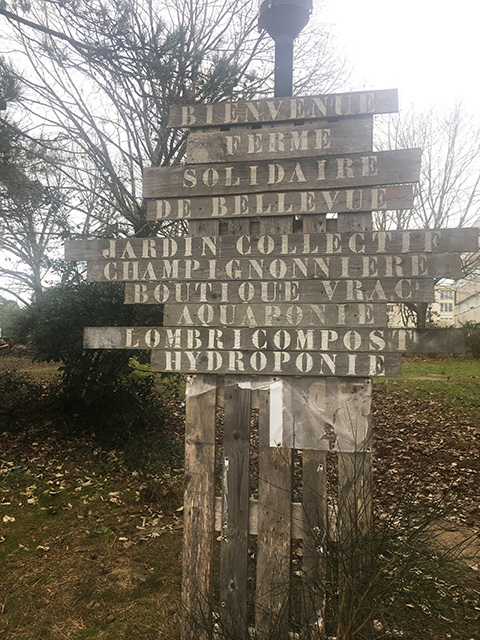 BIENVENUE
FERME
SOLIDAIRE
DE BELLEVUE
JARDIN COLLECTIF
CHAMPIGNONNIERE
BOUTIQUE VRAC
AQUAPONIE
LOMBRICOMPOST
HYDROPONIE